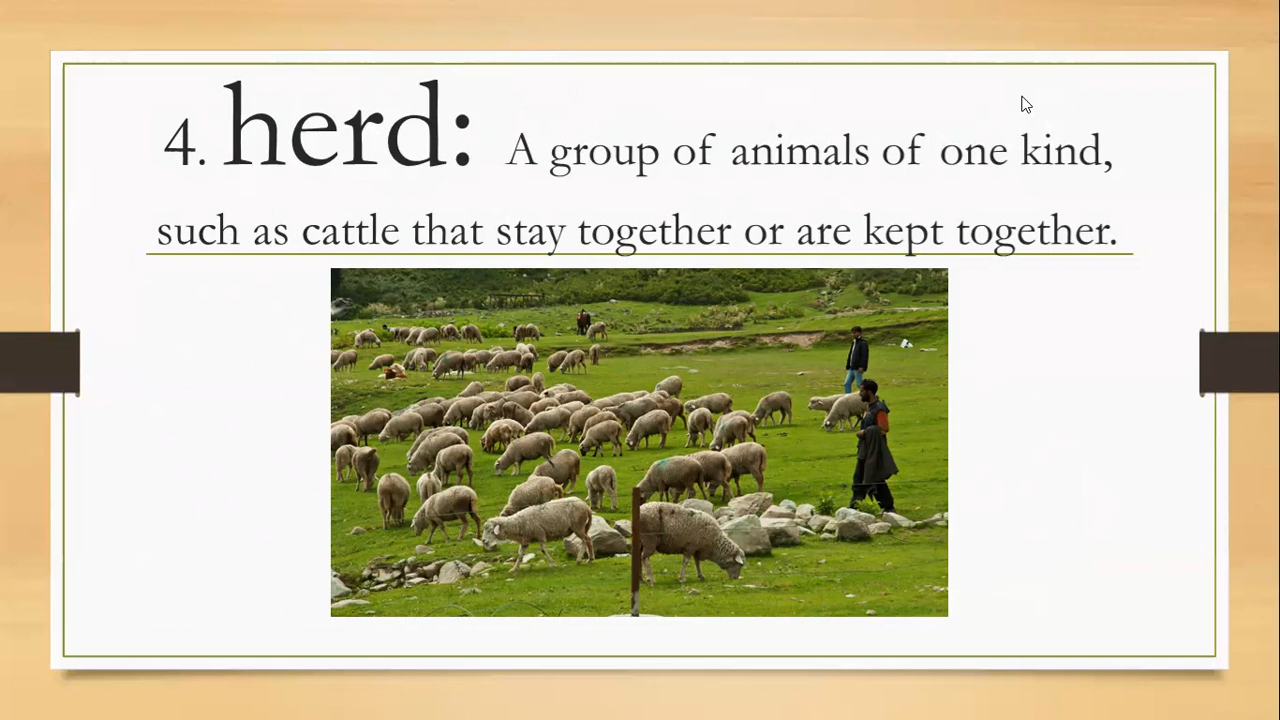 4. herd: A group of animals of one kind,
such as cattle that stay together or are kept together.